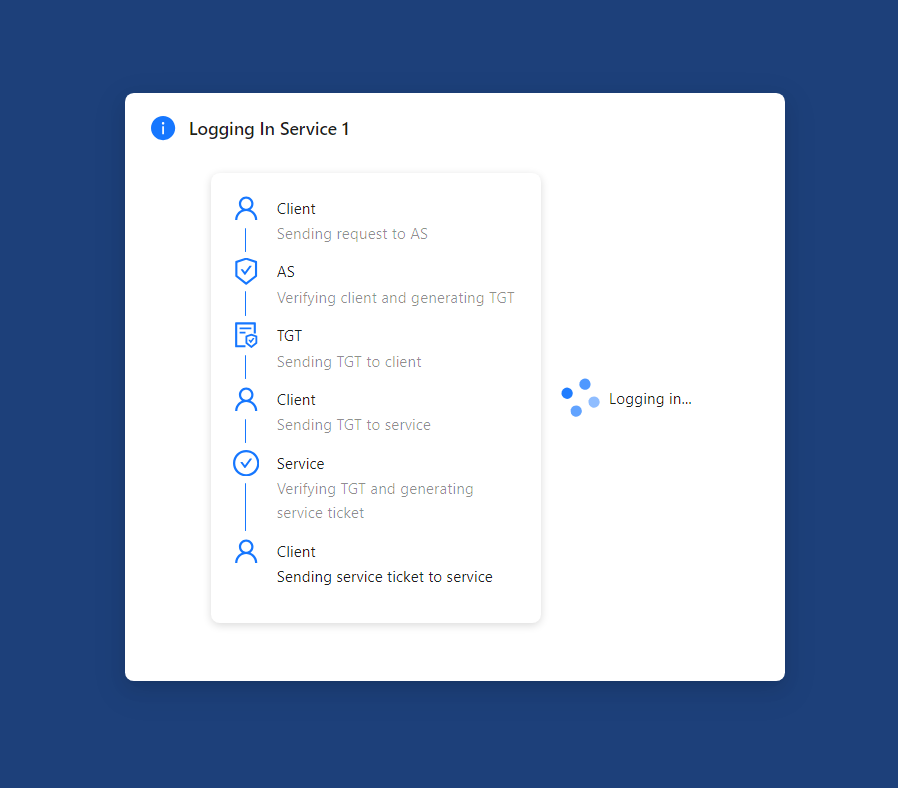 Logging In Service 1
Client
Sending request to AS
AS
Verifying client and generating TGT
TGT
Sending TGT to client
Client
Sending TGT to service
Service
Verifying TGT and generating
service ticket
Client
Sending service ticket to service
Logging in...